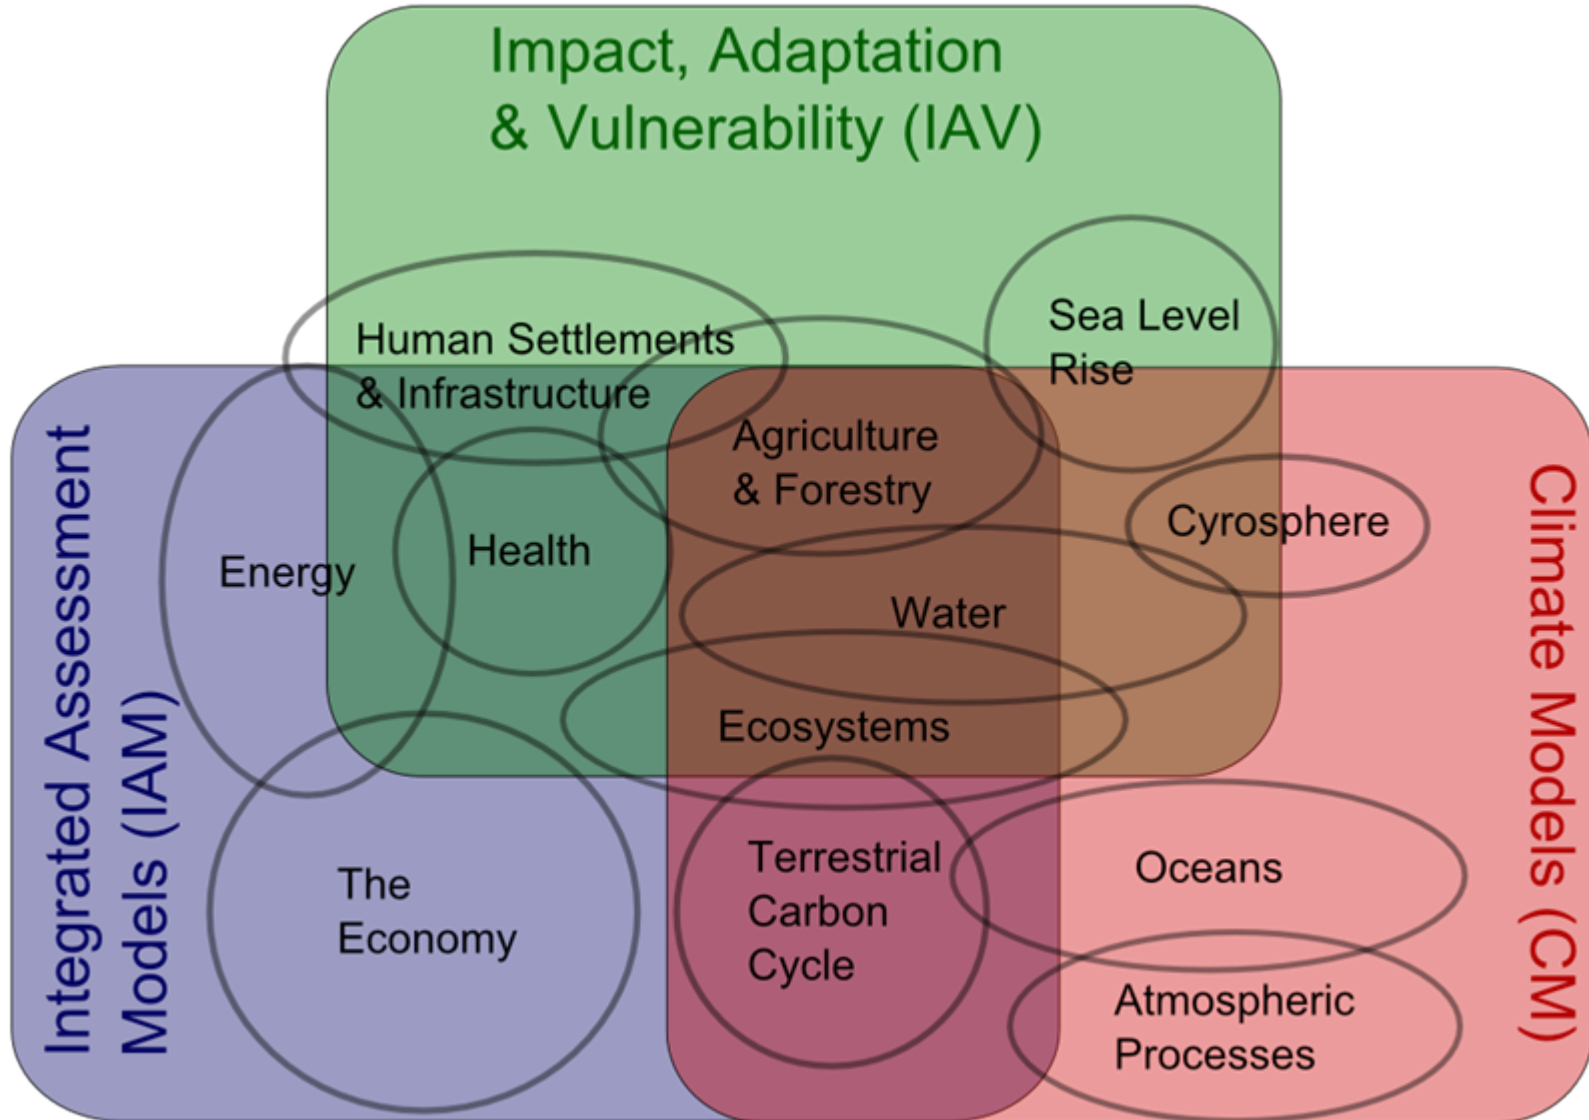 Impact, Adaptation
& Vulnerability (IAV)
Sea Level
Rise
Human Settlements
& Infrastructure
Agriculture
& Forestry
Cyrosphere
Health
Energy
Water
Ecosystems
Integrated Assessment
Models (IAM)
Climate Models (CM)
The
Economy
Terrestrial
Carbon
Cycle
Oceans
Atmospheric
Processes